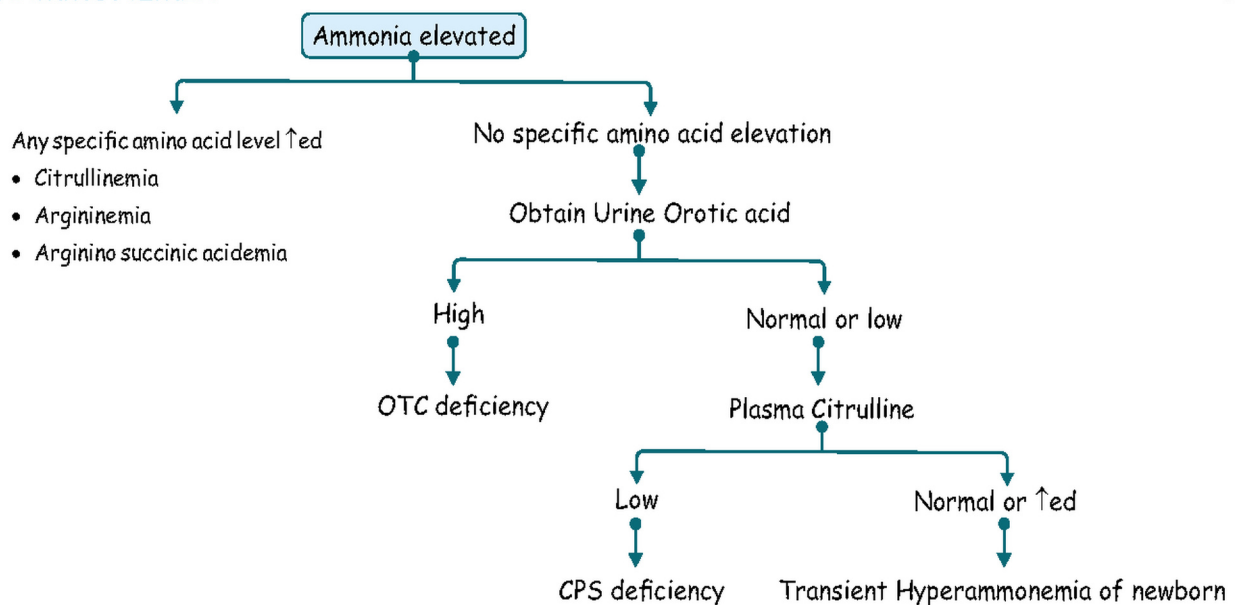 Ammonia elevated
Any specific amino acid level ↑ed
• Citrullinemia
• Argininemia
• Arginino succinic acidemia
No specific amino acid elevation
Obtain Urine Orotic acid
High
Normal or low
OTC deficiency
Plasma Citrulline
Low
Normal or ↑ed
CPS deficiency
Transient Hyperammonemia of newborn